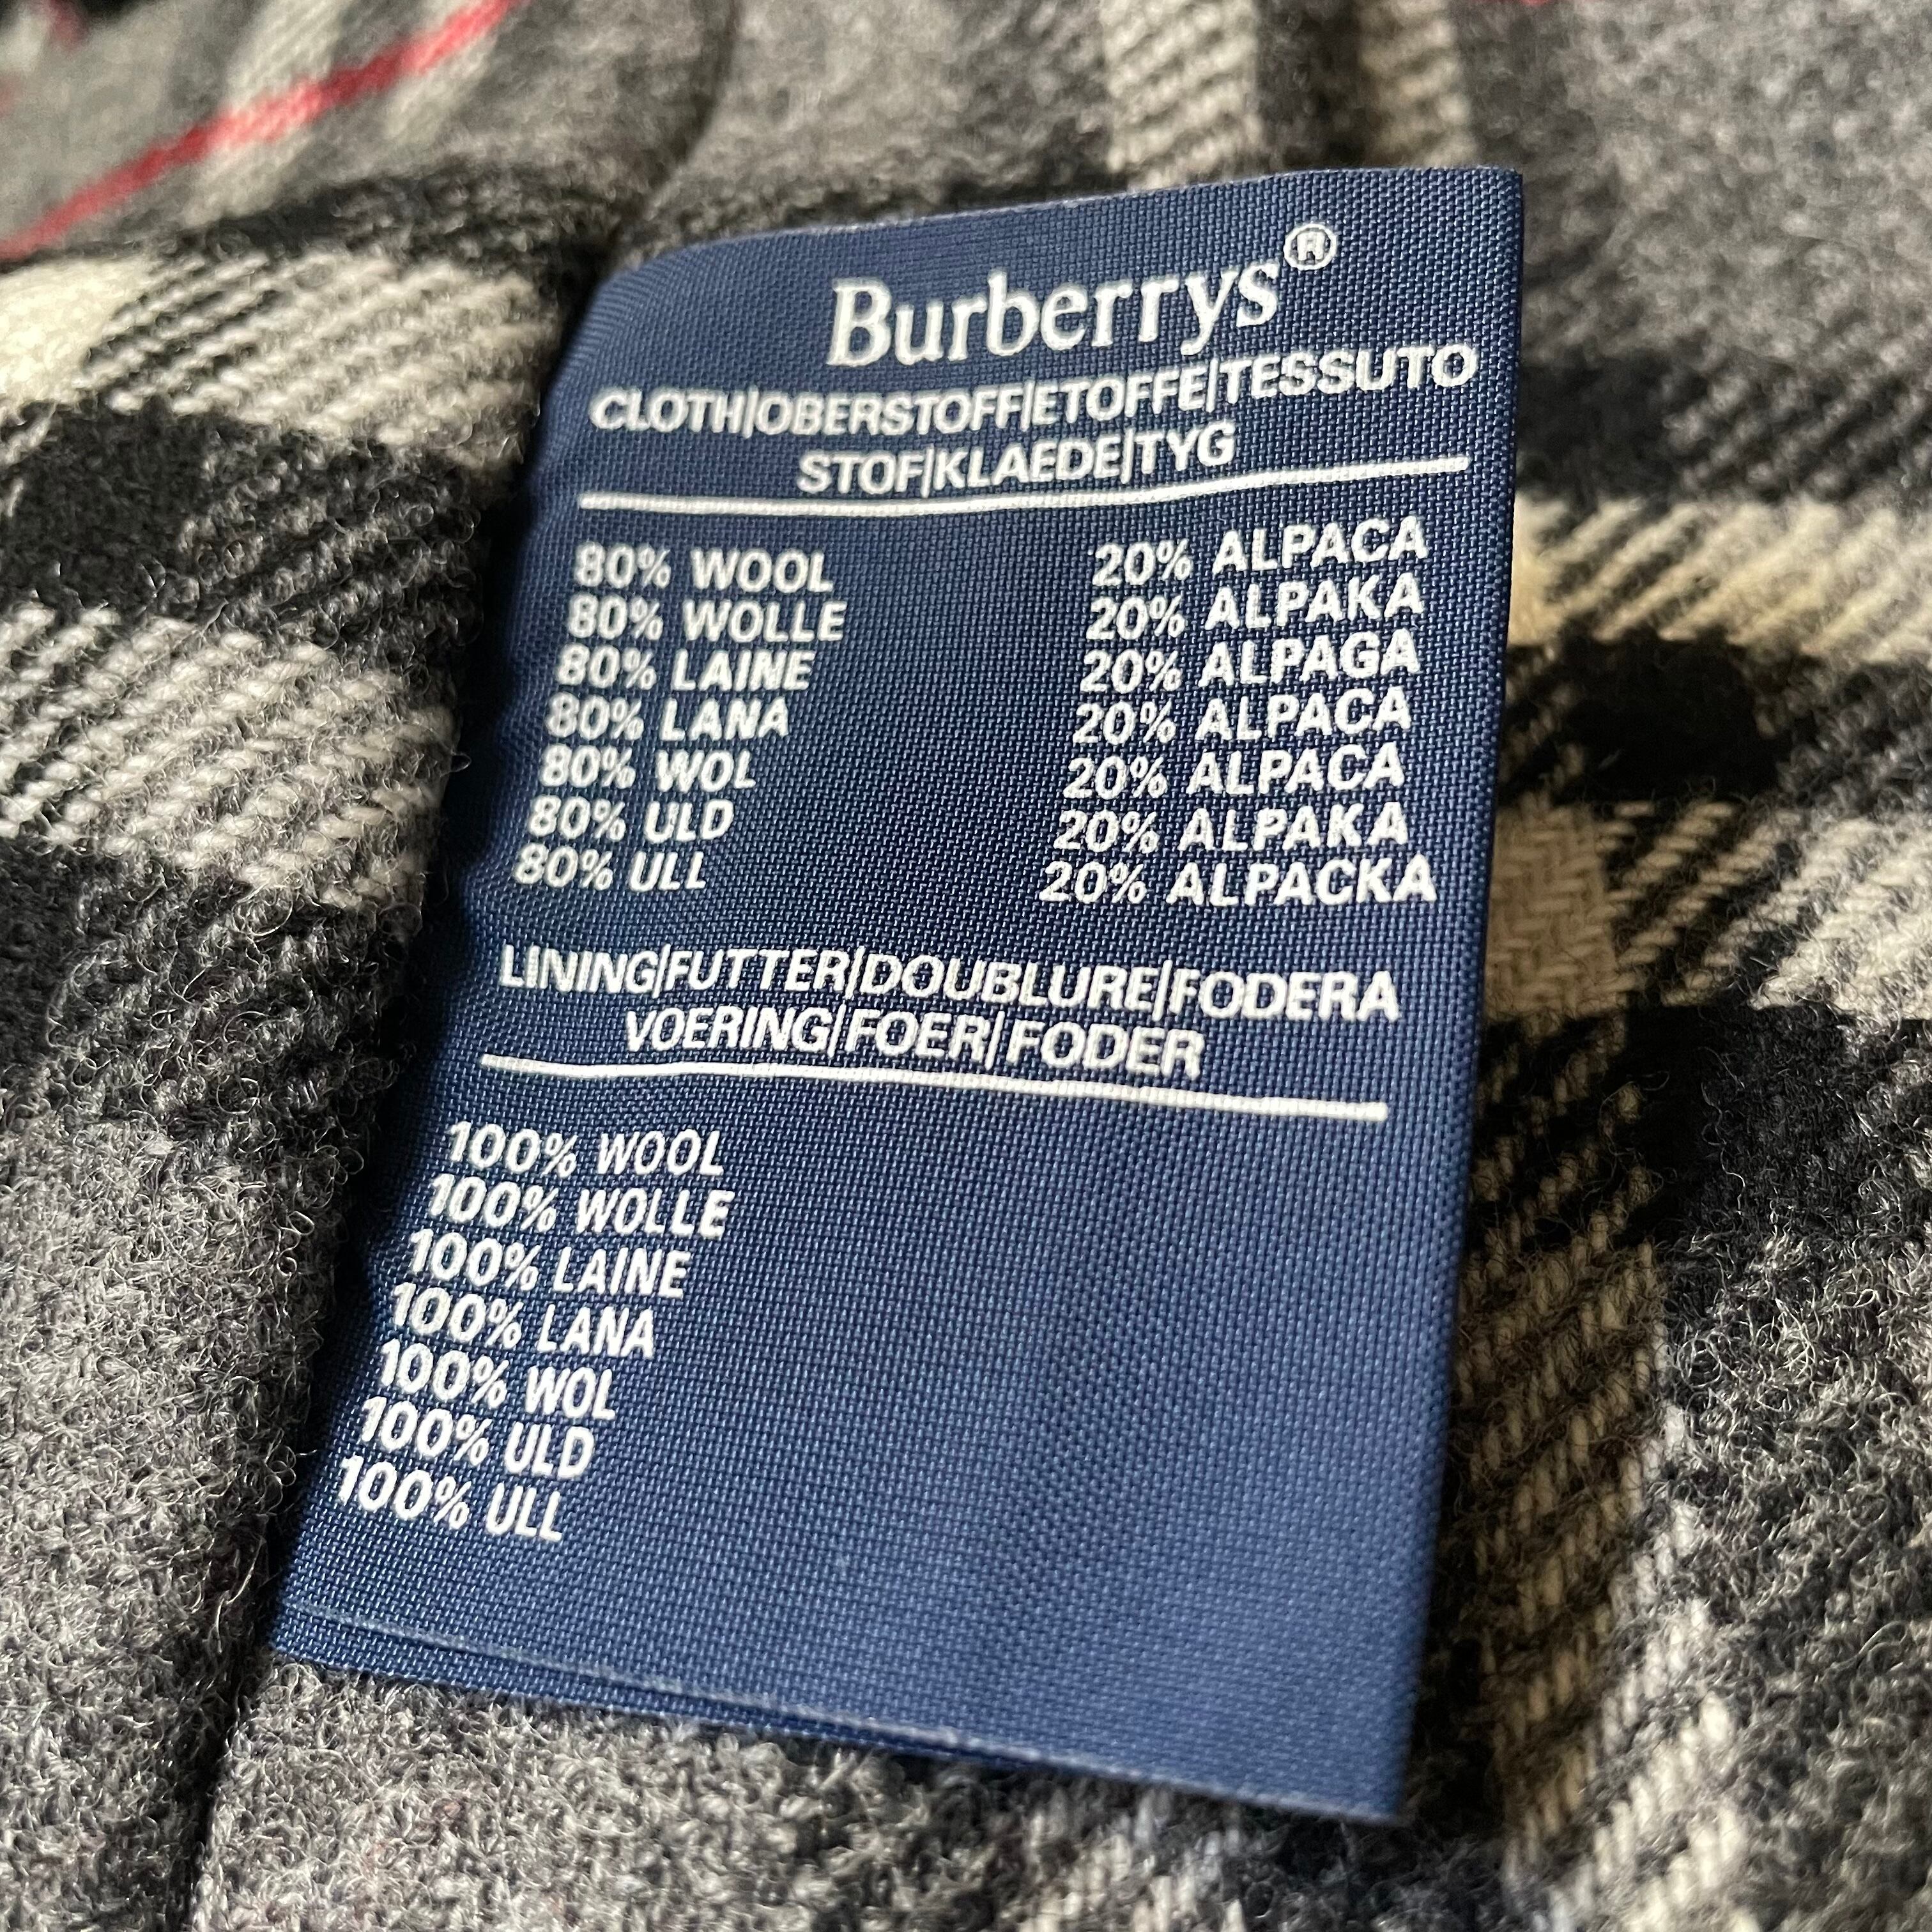 Burberrys®
CLOTH|OBERSTOFF|ETOFFE|TESSUTO
STOF|KLAEDE|TYG
80% WOOL 20% ALPACA
80% WOLLE 20% ALPAKA
80% LAINE 20% ALPAGA
80% LANA 20% ALPACA
80% WOL 20% ALPACA
80% ULD 20% ALPAKA
80% ULL 20% ALPACKA
LINING|FUTTER|DOUBLURE|FODERA
VOERING|FOER|FODER
100% WOOL
100% WOLLE
100% LAINE
100% LANA
100% WOL
100% ULD
100% ULL